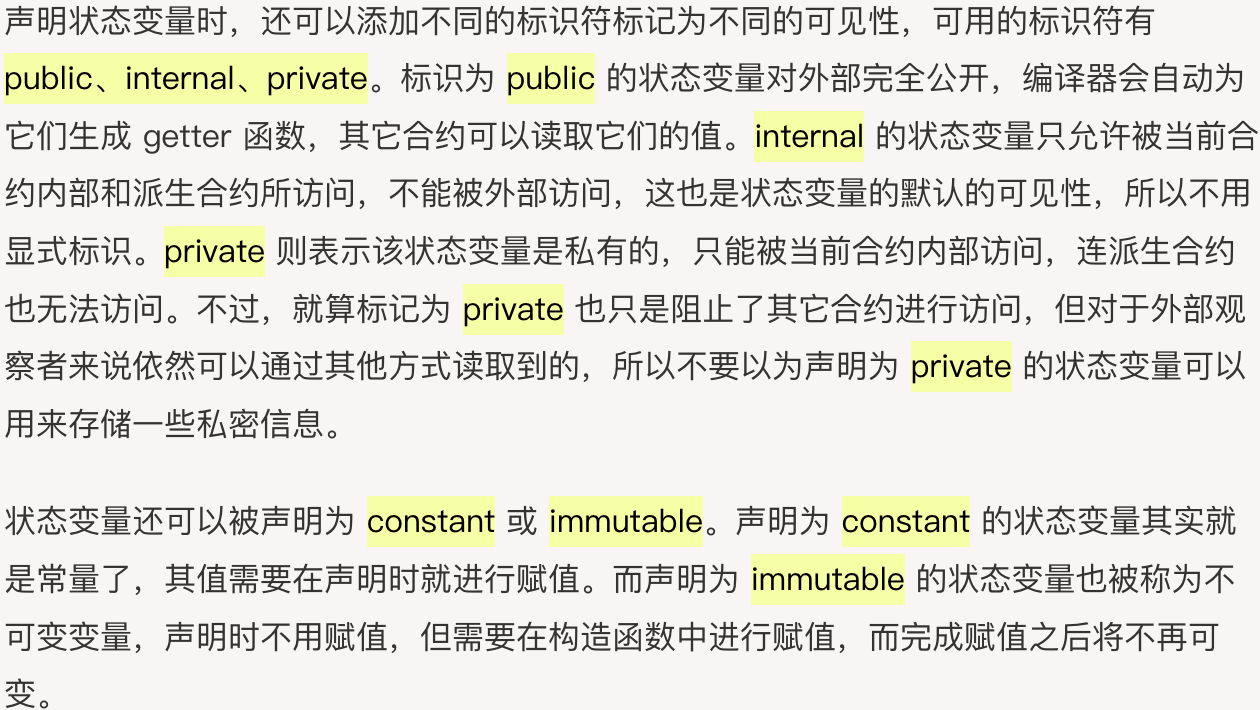 声明状态变量时，还可以添加不同的标识符标记为不同的可见性，可用的标识符有
public、internal、private。标识为 public 的状态变量对外部完全公开，编译器会自动为
它们生成 getter 函数，其它合约可以读取它们的值。internal 的状态变量只允许被当前合
约内部和派生合约所访问，不能被外部访问，这也是状态变量的默认的可见性，所以不用
显式标识。private 则表示该状态变量是私有的，只能被当前合约内部访问，连派生合约
也无法访问。不过，就算标记为 private 也只是阻止了其它合约进行访问，但对于外部观
察者来说依然可以通过其他方式读取到的，所以不要以为声明为 private 的状态变量可以
用来存储一些私密信息。
状态变量还可以被声明为 constant 或 immutable。声明为 constant 的状态变量其实就
是常量了，其值需要在声明时就进行赋值。而声明为 immutable 的状态变量也被称为不
可变变量，声明时不用赋值，但需要在构造函数中进行赋值，而完成赋值之后将不再可
变。